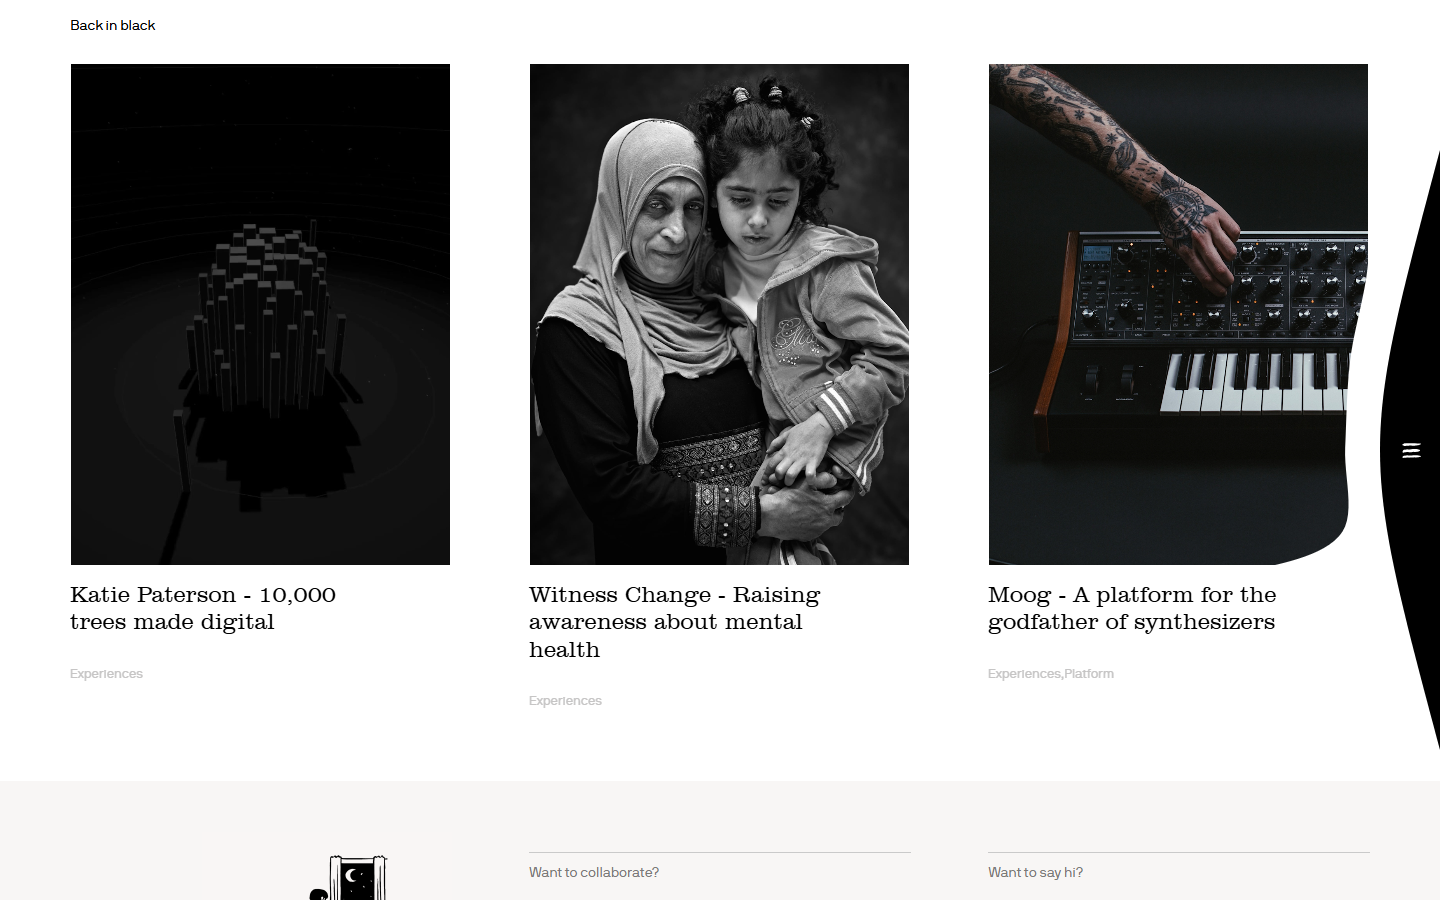 Back in black
Katie Paterson - 10,000
trees made digital
Experiences
Witness Change - Raising
awareness about mental
health
Experiences
Moog - A platform for the
godfather of synthesizers
Experiences,Platform
Want to collaborate?
Want to say hi?